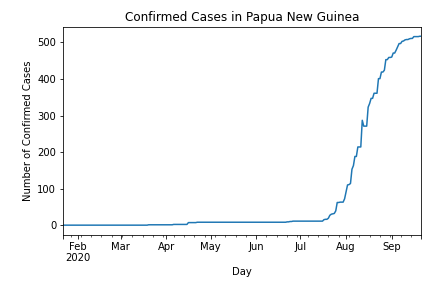 Confirmed Cases in Papua New Guinea
Number of Confirmed Cases
500
400
300
200
100
0
Feb Mar Apr May Jun Jul Aug Sep
2020
Day